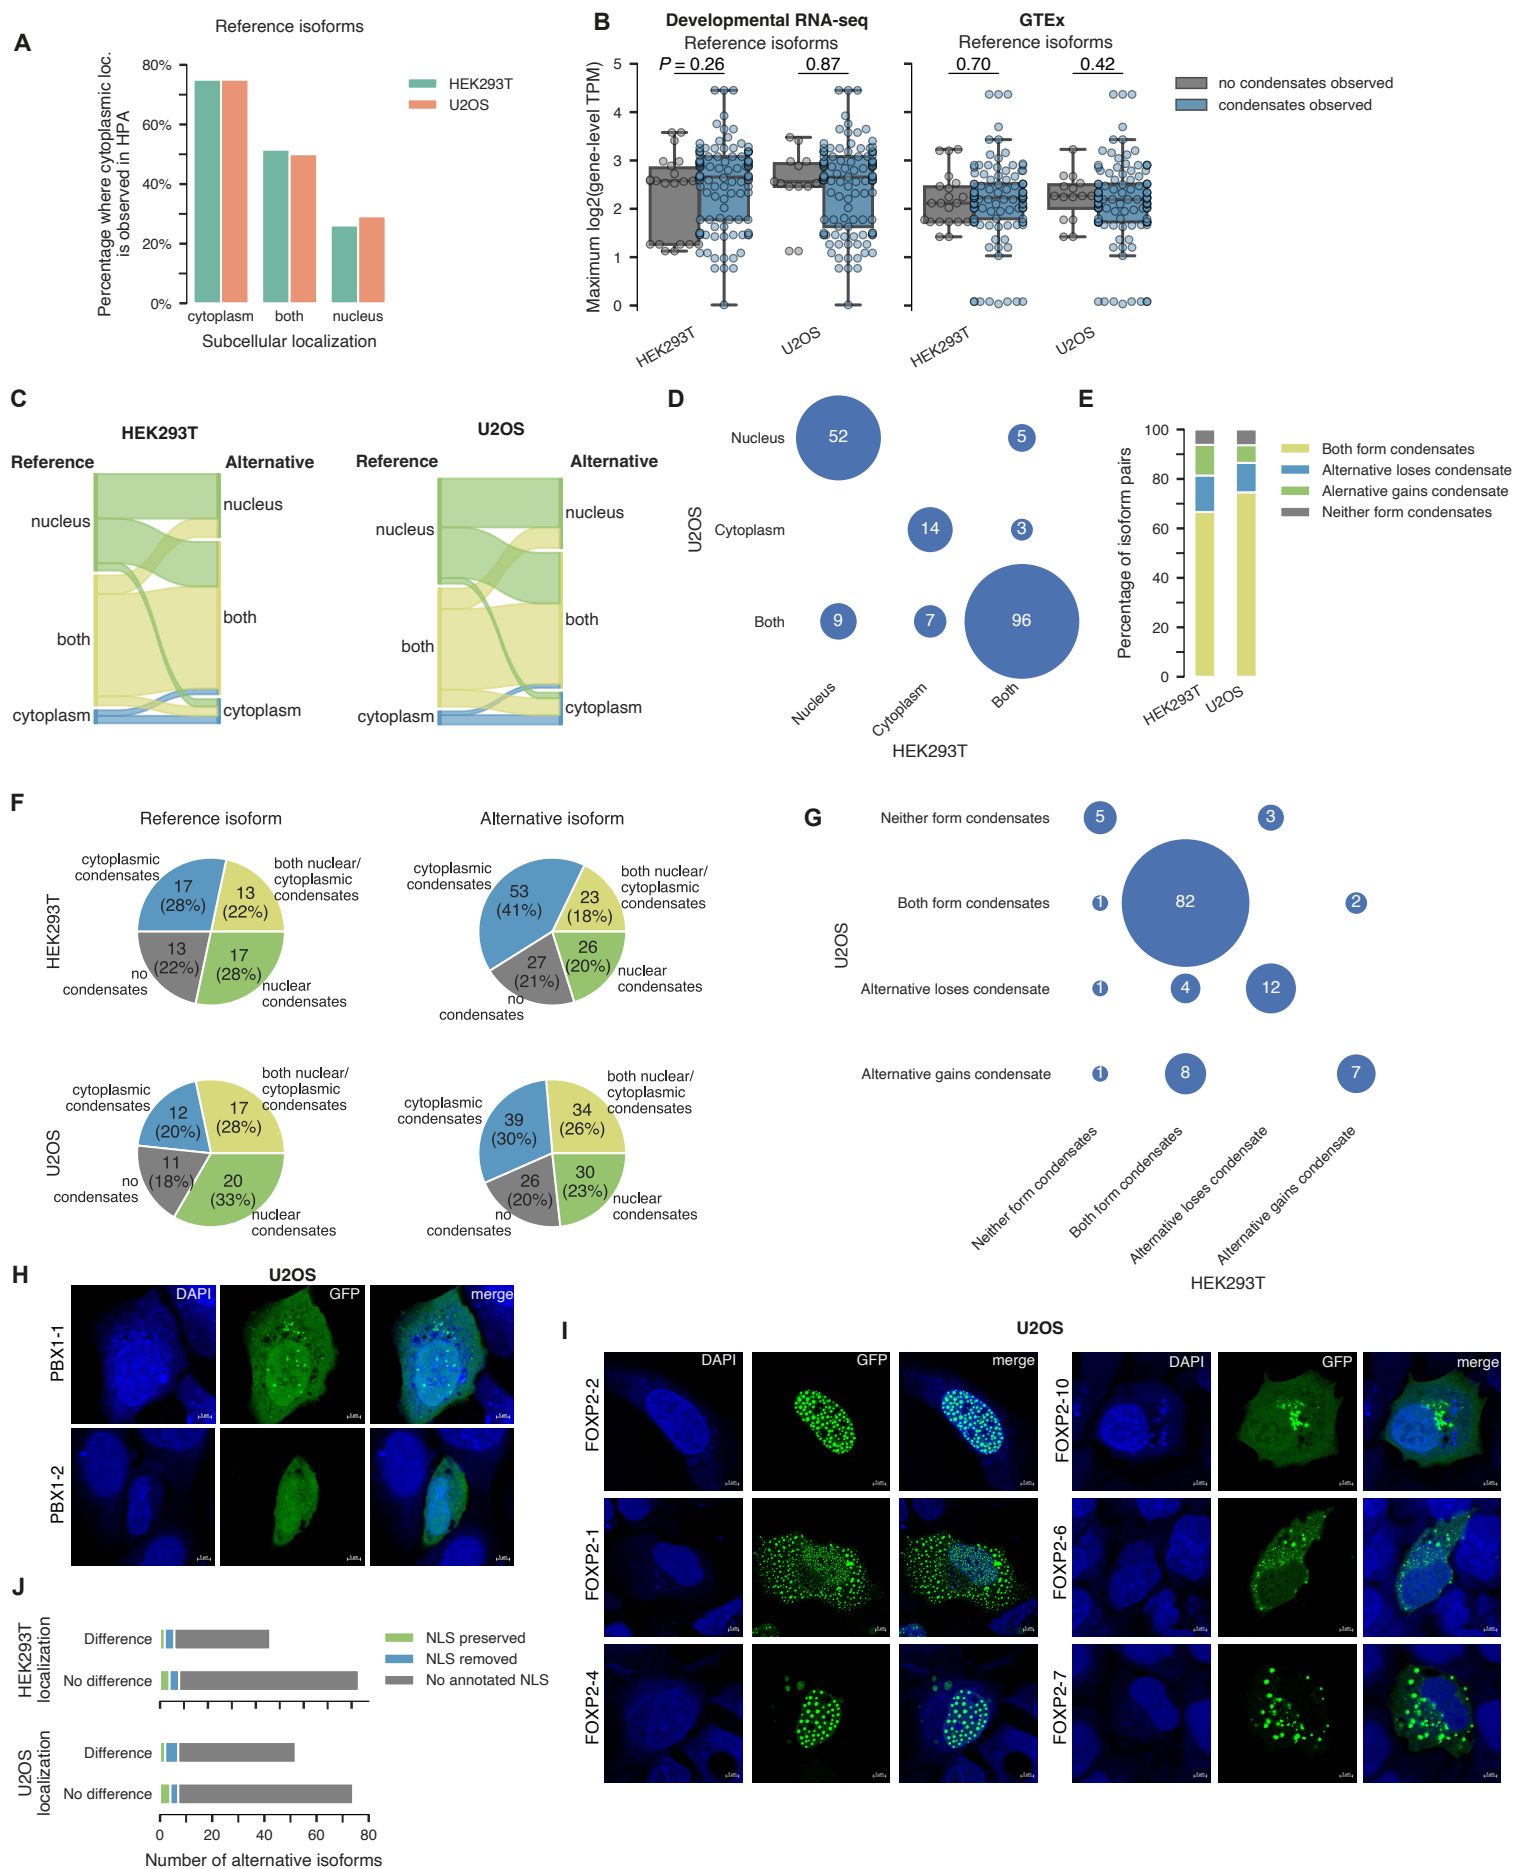 A
Reference isoforms
Percentage where cytoplasmic loc.
is observed in HPA
80%
60%
40%
20%
0%
cytoplasm
both
nucleus
Subcellular localization
HEK293T
U2OS
B
Developmental RNA-seq
Reference isoforms
GTEx
Reference isoforms
P = 0.26
0.87
0.70
0.42
Maximum log2(gene-level TPM)
5
4
3
2
1
0
HEK293T
U2OS
HEK293T
U2OS
no condensates observed
condensates observed
C
HEK293T
Reference
Alternative
nucleus
both
cytoplasm
nucleus
both
cytoplasm
U2OS
Reference
Alternative
nucleus
both
cytoplasm
nucleus
both
cytoplasm
D
U2OS
Nucleus
52
5
Cytoplasm
14
3
Both
9
7
96
Nucleus
Cytoplasm
Both
HEK293T
E
Percentage of isoform pairs
100
80
60
40
20
0
HEK293T
U2OS
Both form condensates
Alternative loses condensate
Alernative gains condensate
Neither form condensates
F
Reference isoform
Alternative isoform
HEK293T
cytoplasmic
condensates
17
(28%)
both nuclear/
cytoplasmic
condensates
13
(22%)
no
condensates
13
(22%)
nuclear
condensates
17
(28%)
cytoplasmic
condensates
53
(41%)
both nuclear/
cytoplasmic
condensates
23
(18%)
no
condensates
27
(21%)
nuclear
condensates
26
(20%)
U2OS
cytoplasmic
condensates
12
(20%)
both nuclear/
cytoplasmic
condensates
17
(28%)
no
condensates
11
(18%)
nuclear
condensates
20
(33%)
cytoplasmic
condensates
39
(30%)
both nuclear/
cytoplasmic
condensates
34
(26%)
no
condensates
26
(20%)
nuclear
condensates
30
(23%)
G
U2OS
Neither form condensates
5
3
Both form condensates
1
82
2
Alternative loses condensate
1
4
12
Alternative gains condensate
1
8
7
Neither form condensates
Both form condensates
Alternative loses condensate
Alternative gains condensate
HEK293T
H
U2OS
DAPI
GFP
merge
PBX1-1
PBX1-2
I
U2OS
DAPI
GFP
merge
DAPI
GFP
merge
FOXP2-2
FOXP2-10
FOXP2-1
FOXP2-6
FOXP2-4
FOXP2-7
J
HEK293T
localization
Difference
No difference
NLS preserved
NLS removed
No annotated NLS
U2OS
localization
Difference
No difference
0
20
40
60
80
Number of alternative isoforms